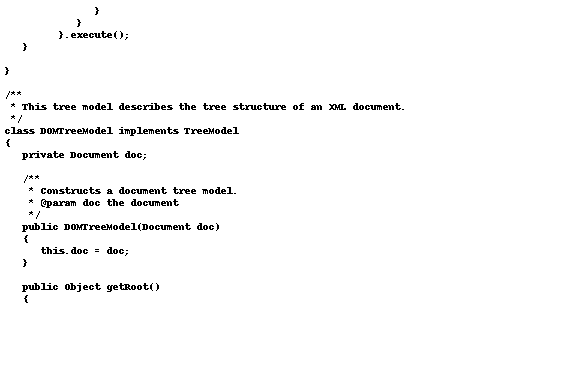 }
            }
         }.execute();
   }

}

/**
 * This tree model describes the tree structure of an XML document.
 */
class DOMTreeModel implements TreeModel
{
   private Document doc;

   /**
    * Constructs a document tree model.
    * @param doc the document
    */
   public DOMTreeModel(Document doc)
   {
      this.doc = doc;
   }

   public Object getRoot()
   {